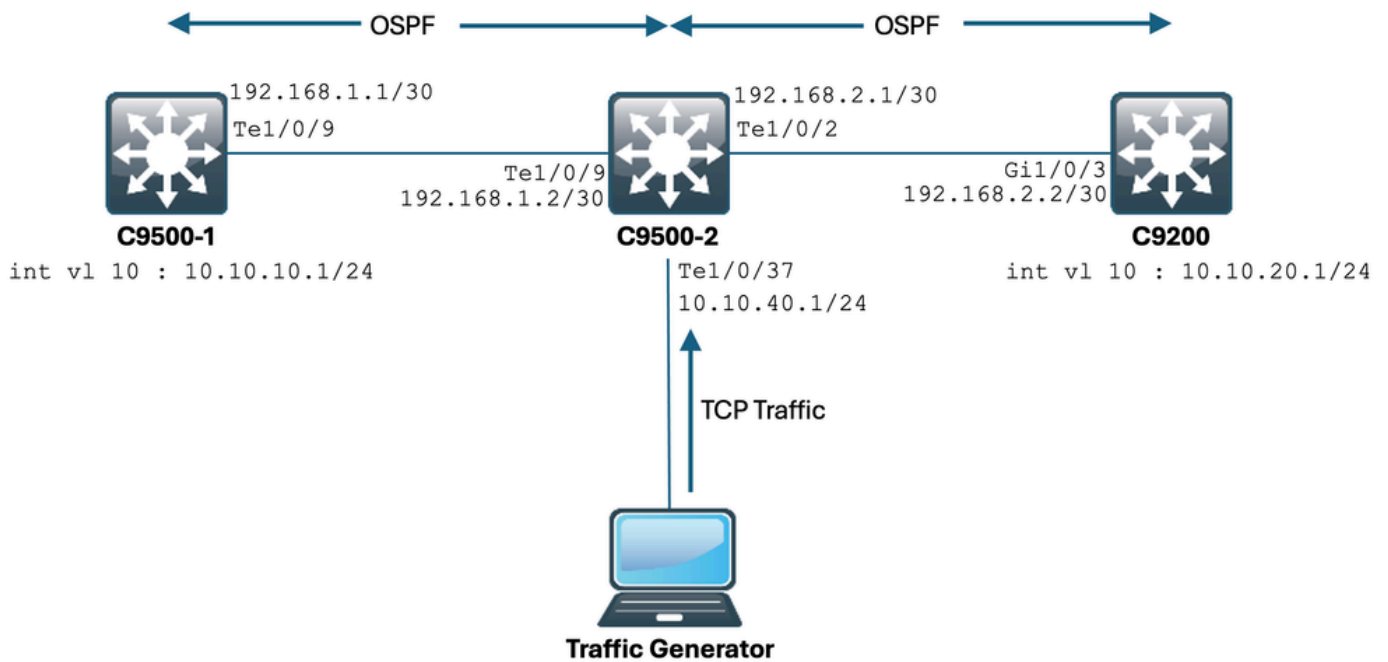 OSPF
OSPF
192.168.1.1/30
Te1/0/9
192.168.2.1/30
Te1/0/2
Te1/0/9
192.168.1.2/30
Gi1/0/3
192.168.2.2/30
C9500-1
C9500-2
C9200
int vl 10 : 10.10.10.1/24
Te1/0/37
10.10.40.1/24
int vl 10 : 10.10.20.1/24
TCP Traffic
Traffic Generator